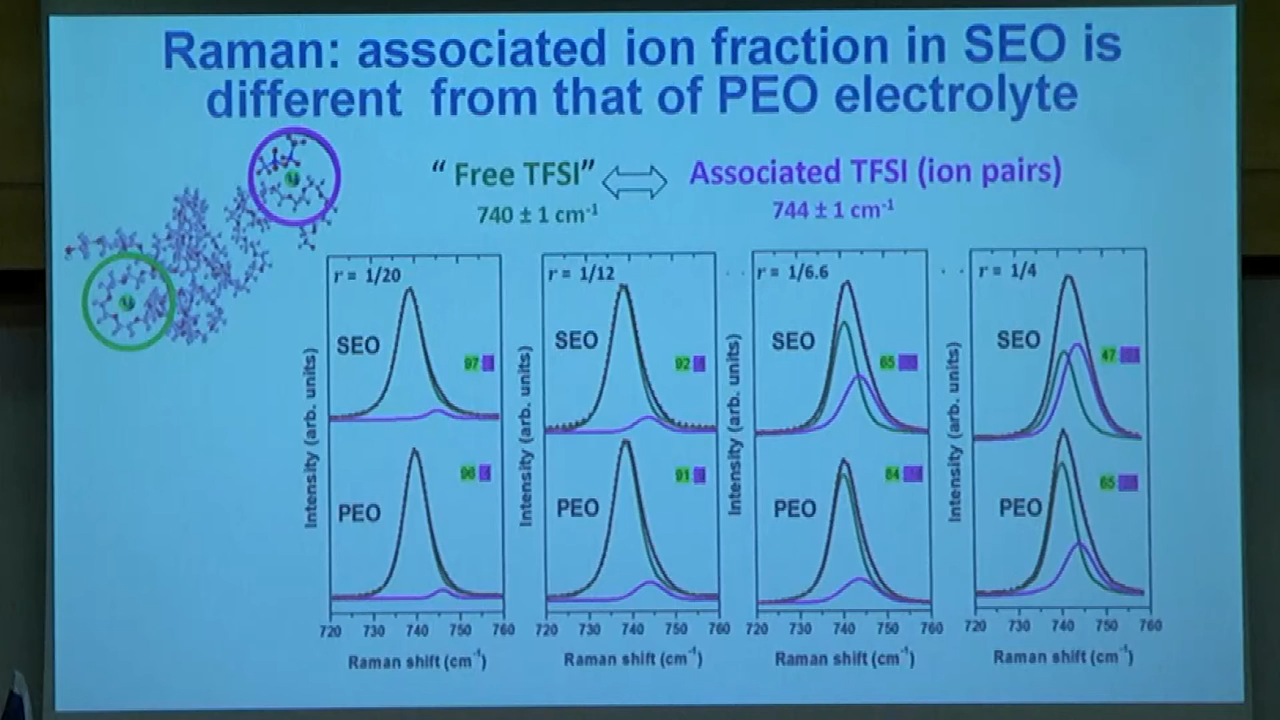 Raman: associated ion fraction in SEO is
different from that of PEO electrolyte
“ Free TFSI”
Associated TFSI (ion pairs)
740 ± 1 cm⁻¹
744 ± 1 cm⁻¹
r = 1/20
r = 1/12
r = 1/6.6
r = 1/4
SEO
SEO
SEO
SEO
97
92
65
47
PEO
PEO
PEO
PEO
96
91
84
65
Intensity (arb. units)
Intensity (arb. units)
Intensity (arb. units)
Intensity (arb. units)
720 730 740 750 760
720 730 740 750 760
720 730 740 750 760
720 730 740 750 760
Raman shift (cm⁻¹)
Raman shift (cm⁻¹)
Raman shift (cm⁻¹)
Raman shift (cm⁻¹)